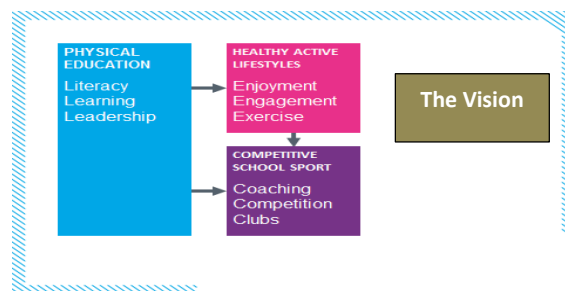 PHYSICAL
EDUCATION
Literacy
Learning
Leadership
HEALTHY ACTIVE
LIFESTYLES
Enjoyment
Engagement
Exercise
COMPETITIVE
SCHOOL SPORT
Coaching
Competition
Clubs
The Vision